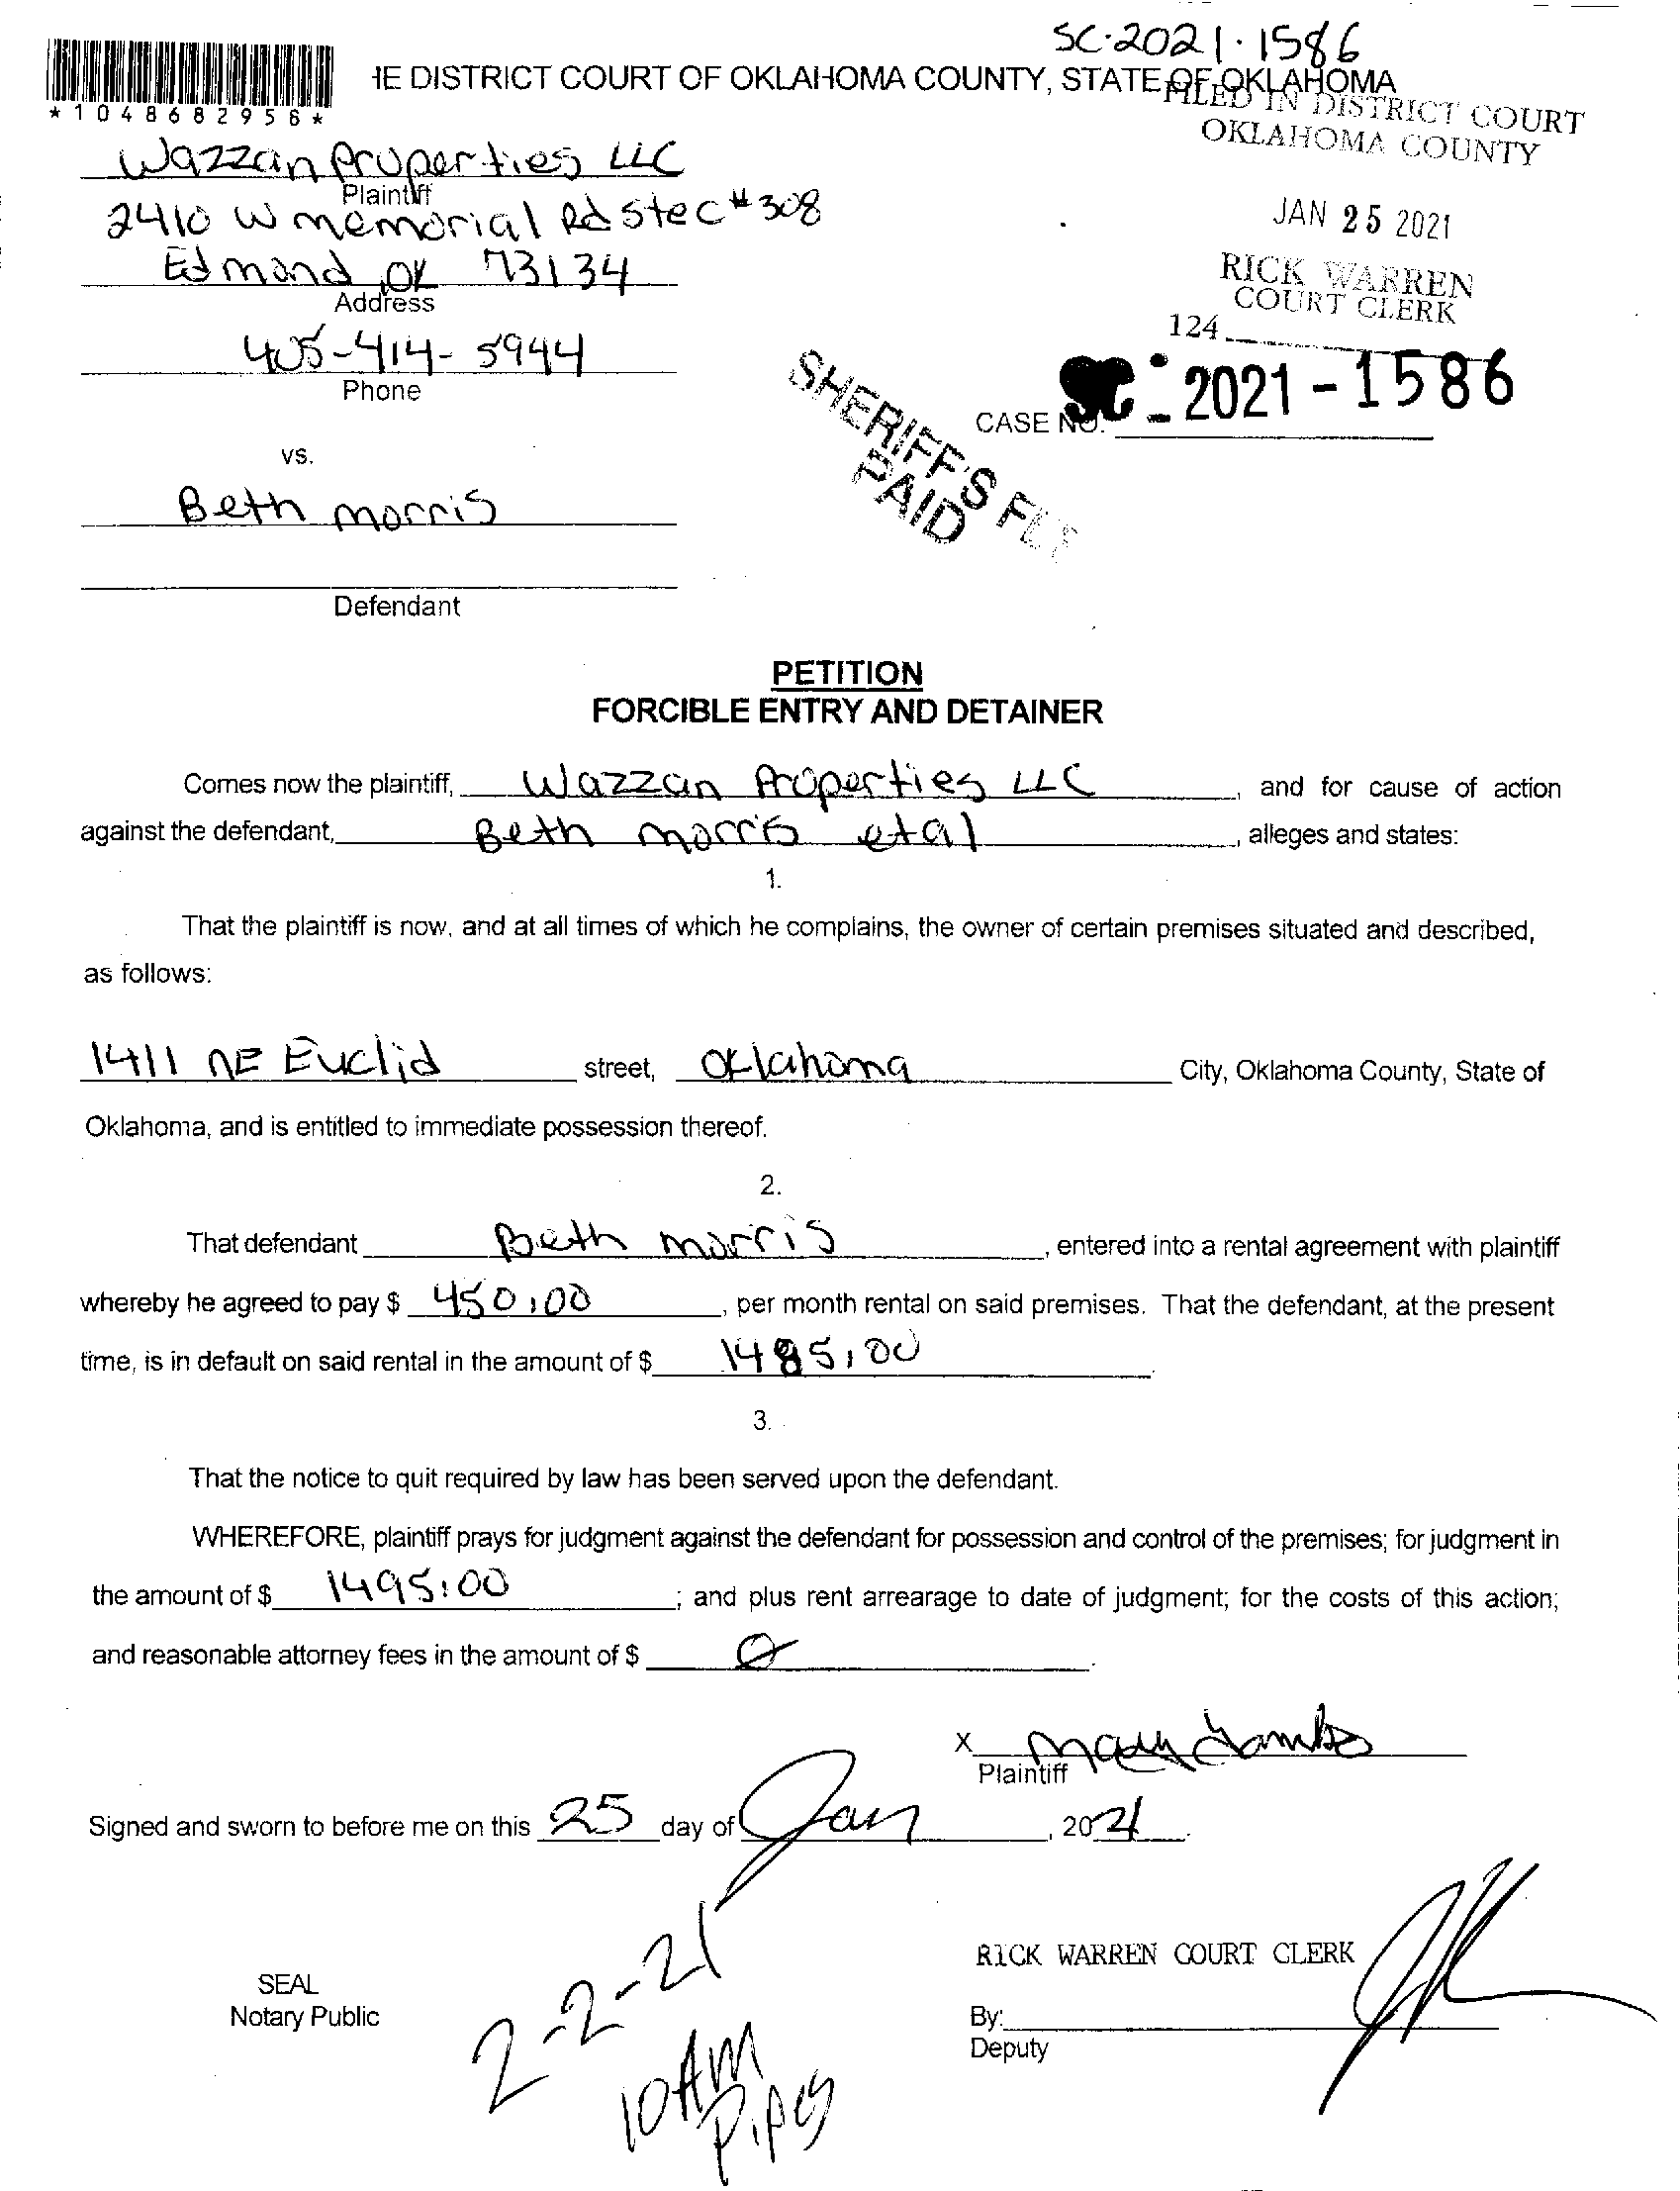 SC-2021-1586
IE DISTRICT COURT OF OKLAHOMA COUNTY, STATE OF OKLAHOMA
*1048682958*
FILED IN DISTRICT COURT
OKLAHOMA COUNTY
JAN 25 2021
RICK WARREN
COURT CLERK
124
Wazzan Properties LLC
Plaintiff
2410 W memorial Rd Ste C #308
Edmond, OK 73134
Address
405-414-5944
Phone
SHERIFF'S
PAID
CASE NO. SC - 2021-1586
vs.
Beth morris
Defendant
PETITION
FORCIBLE ENTRY AND DETAINER
Comes now the plaintiff, Wazzan Properties LLC, and for cause of action
against the defendant, Beth morris etal, alleges and states:
1.
That the plaintiff is now, and at all times of which he complains, the owner of certain premises situated and described,
as follows:
1411 NE Euclid street, Oklahoma City, Oklahoma County, State of
Oklahoma, and is entitled to immediate possession thereof.
2.
That defendant Beth morris, entered into a rental agreement with plaintiff
whereby he agreed to pay $ 450.00, per month rental on said premises. That the defendant, at the present
time, is in default on said rental in the amount of $ 1485.00.
3.
That the notice to quit required by law has been served upon the defendant.
WHEREFORE, plaintiff prays for judgment against the defendant for possession and control of the premises; for judgment in
the amount of $ 1495.00; and plus rent arrearage to date of judgment; for the costs of this action;
and reasonable attorney fees in the amount of $ 0.
X
Plaintiff
Signed and sworn to before me on this 25 day of Jan, 2021.
2-2-21
10 AM
RICK WARREN COURT CLERK
SEAL
Notary Public
By:
Deputy